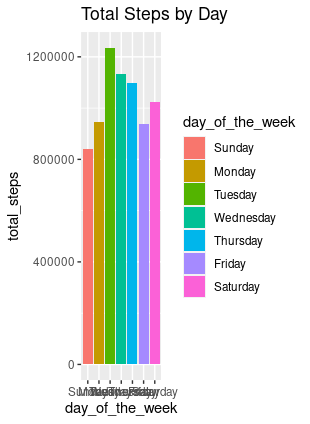 Total Steps by Day
total_steps
1200000
800000
400000
0
day_of_the_week
day_of_the_week
Sunday
Monday
Tuesday
Wednesday
Thursday
Friday
Saturday